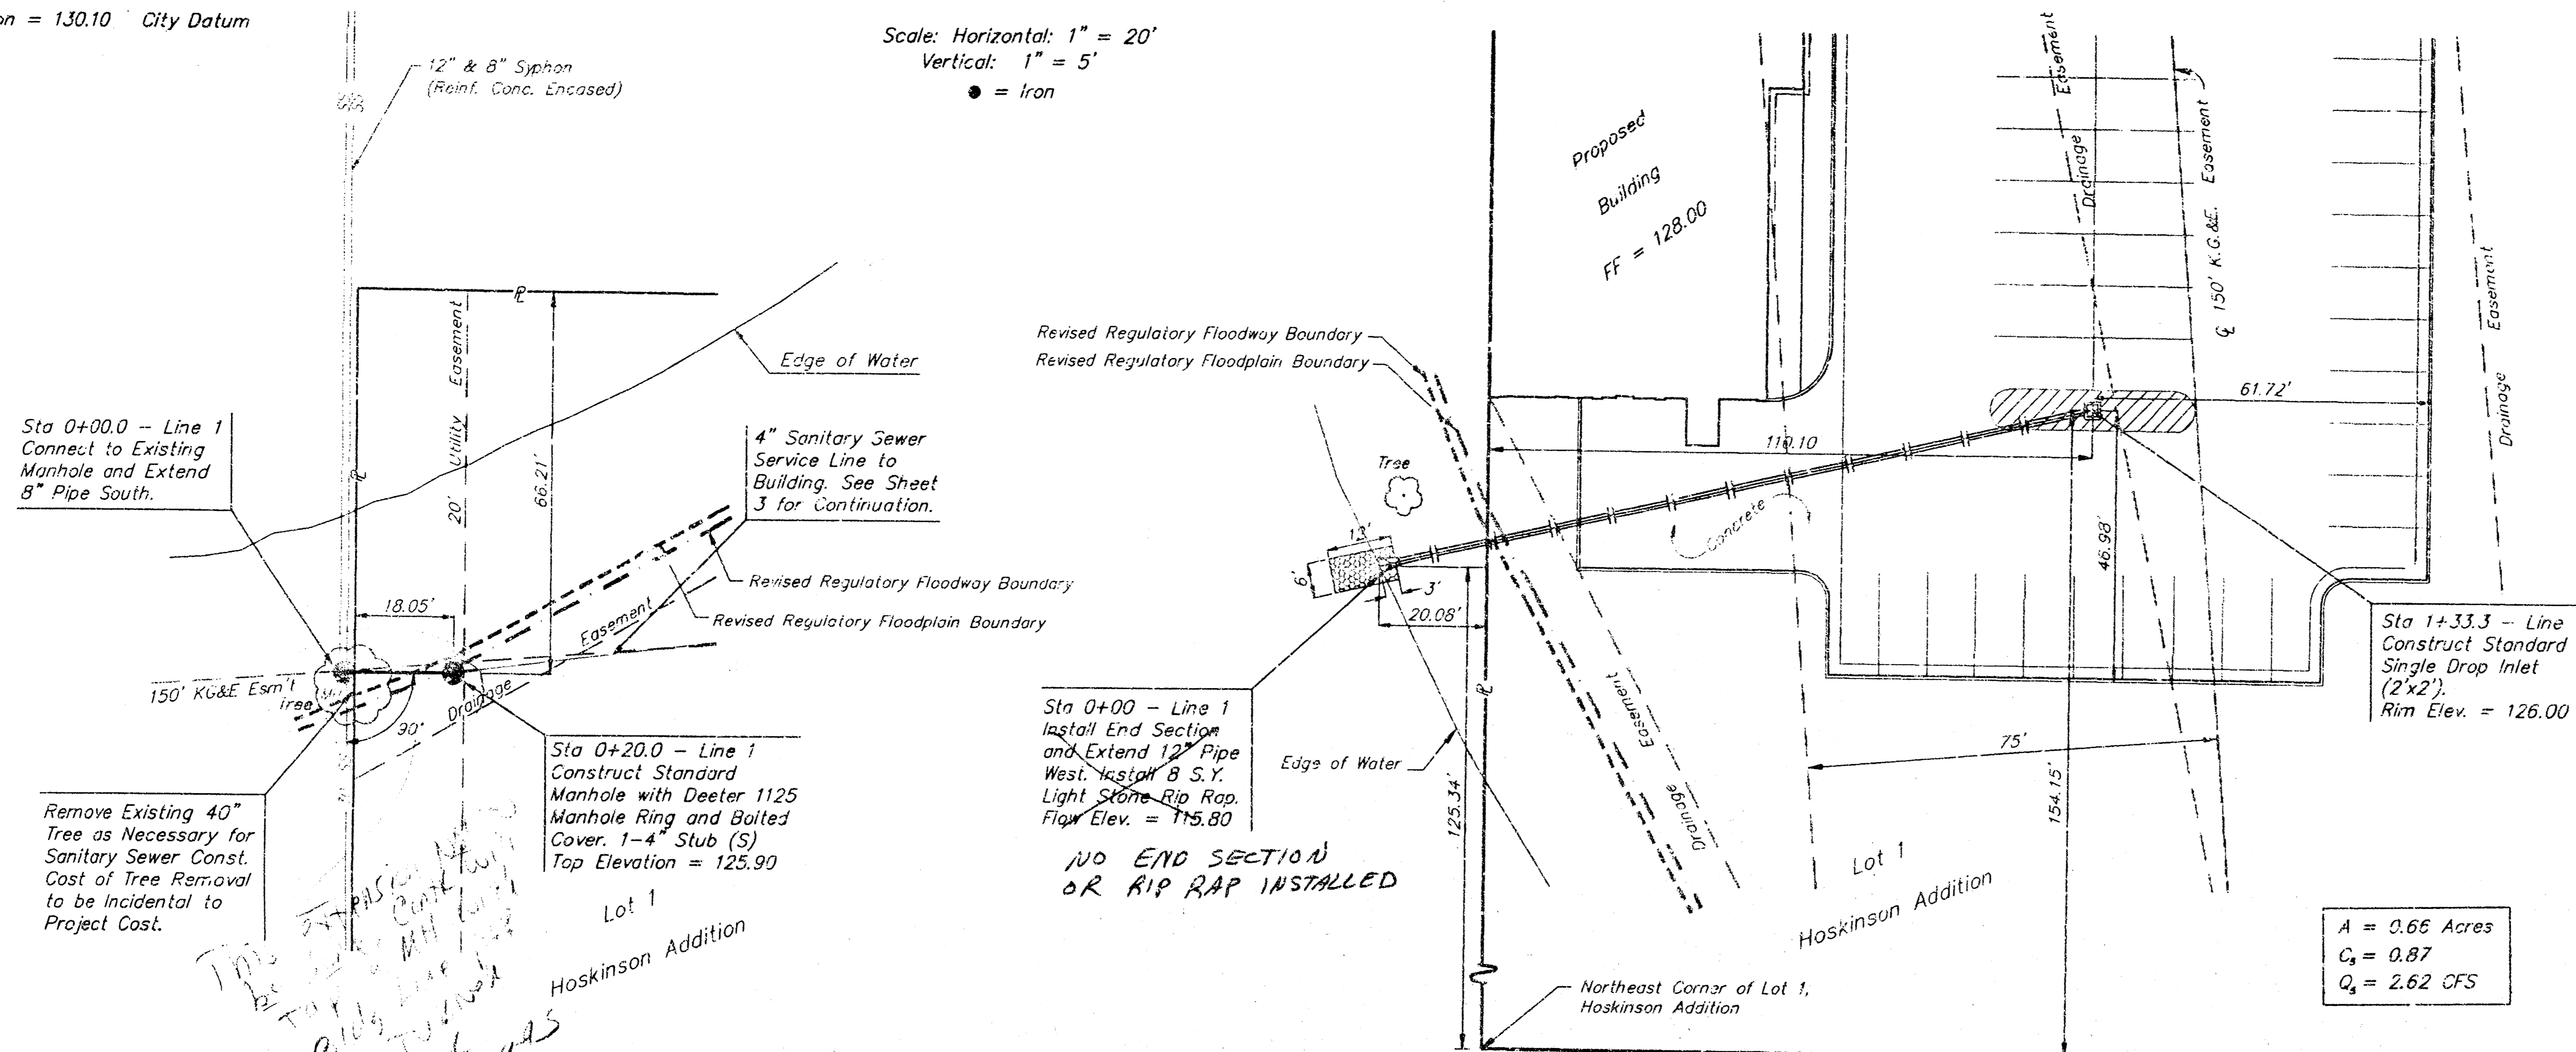 on = 130.10 City Datum
Scale: Horizontal: 1" = 20'
Vertical: 1" = 5'
● = Iron
12" & 8" Syphon
(Reinf. Conc. Encased)
℄ 150' K.G.&E. Easement
Drainage Easement
Drainage Easement
Proposed
Building
FF = 128.00
℔
20' Utility Easement
66.21'
Edge of Water
Sta 0+00.0 – Line 1
Connect to Existing
Manhole and Extend
8" Pipe South.
4" Sanitary Sewer
Service Line to
Building. See Sheet
3 for Continuation.
Revised Regulatory Floodway Boundary
Revised Regulatory Floodplain Boundary
18.05'
150' KG&E Esm't
Tree
90°
Drainage Easement
Remove Existing 40"
Tree as Necessary for
Sanitary Sewer Const.
Cost of Tree Removal
to be Incidental to
Project Cost.
Sta 0+20.0 – Line 1
Construct Standard
Manhole with Deeter 1125
Manhole Ring and Bolted
Cover. 1-4" Stub (S)
Top Elevation = 125.90
Lot 1
Hoskinson Addition
Revised Regulatory Floodway Boundary
Revised Regulatory Floodplain Boundary
Tree
12'
6'
3'
20.08'
110.10
61.72'
Concrete
46.98'
Sta 0+00 – Line 1
Install End Section
and Extend 12" Pipe
West. Install 8 S.Y.
Light Stone Rip Rap.
Flow Elev. = 115.80
NO END SECTION
OR RIP RAP INSTALLED
Edge of Water
125.34'
Drainage Easement
75'
154.15'
Sta 1+33.3 – Line
Construct Standard
Single Drop Inlet
(2'x2').
Rim Elev. = 126.00
Lot 1
Hoskinson Addition
Northeast Corner of Lot 1,
Hoskinson Addition
A = 0.66 Acres
Cs = 0.87
Qs = 2.62 CFS